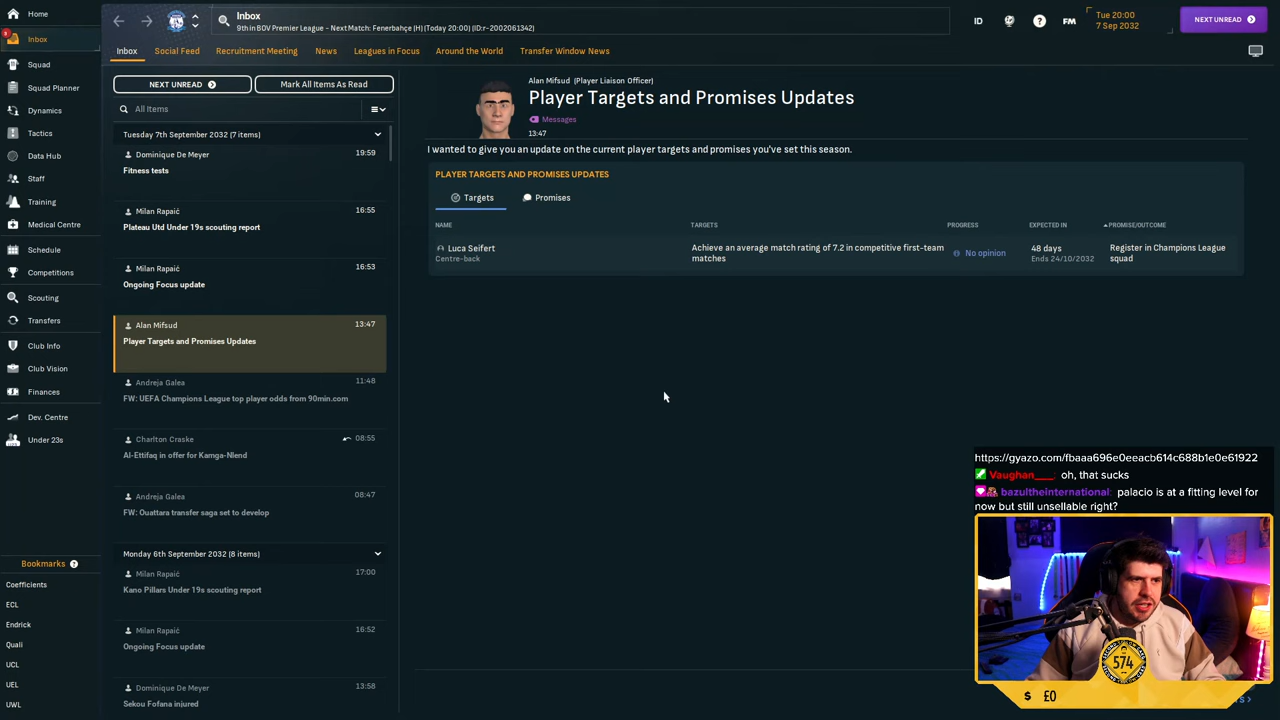 Home
Inbox
Squad
Squad Planner
Dynamics
Tactics
Data Hub
Staff
Training
Medical Centre
Schedule
Competitions
Scouting
Transfers
Club Info
Club Vision
Finances
Dev. Centre
Under 23s
Bookmarks ?
Coefficients
ECL
Endrick
Quali
UCL
UEL
UWL
Inbox
9th in BOV Premier League - Next Match: Fenerbahçe (H) (Today 20:00) (ID:r-2002061342)
ID
?
FM
Tue 20:00
7 Sep 2032
NEXT UNREAD
Inbox
Social Feed
Recruitment Meeting
News
Leagues in Focus
Around the World
Transfer Window News
NEXT UNREAD
Mark All Items As Read
All Items
Tuesday 7th September 2032 (7 items)
Dominique De Meyer 19:59
Fitness tests
Milan Rapaić 16:55
Plateau Utd Under 19s scouting report
Milan Rapaić 16:53
Ongoing Focus update
Alan Mifsud 13:47
Player Targets and Promises Updates
Andreja Galea 11:48
FW: UEFA Champions League top player odds from 90min.com
Charlton Craske 08:55
Al-Ettifaq in offer for Kamga-Nlend
Andreja Galea 08:47
FW: Ouattara transfer saga set to develop
Monday 6th September 2032 (8 items)
Milan Rapaić 17:00
Kano Pillars Under 19s scouting report
Milan Rapaić 16:52
Ongoing Focus update
Dominique De Meyer 13:58
Sekou Fofana injured
Alan Mifsud (Player Liaison Officer)
Player Targets and Promises Updates
Messages
13:47
I wanted to give you an update on the current player targets and promises you've set this season.
PLAYER TARGETS AND PROMISES UPDATES
Targets
Promises
NAME TARGETS PROGRESS EXPECTED IN PROMISE/OUTCOME
Luca Seifert
Centre-back
Achieve an average match rating of 7.2 in competitive first-team
matches
No opinion
48 days
Ends 24/10/2032
Register in Champions League
squad
https://gyazo.com/fbaaa696e0eeacb614c688b1e0e61922
Vaughan___: oh, that sucks
bazultheinternational: palacio is at a fitting level for
now but still unsellable right?
574
$ £0